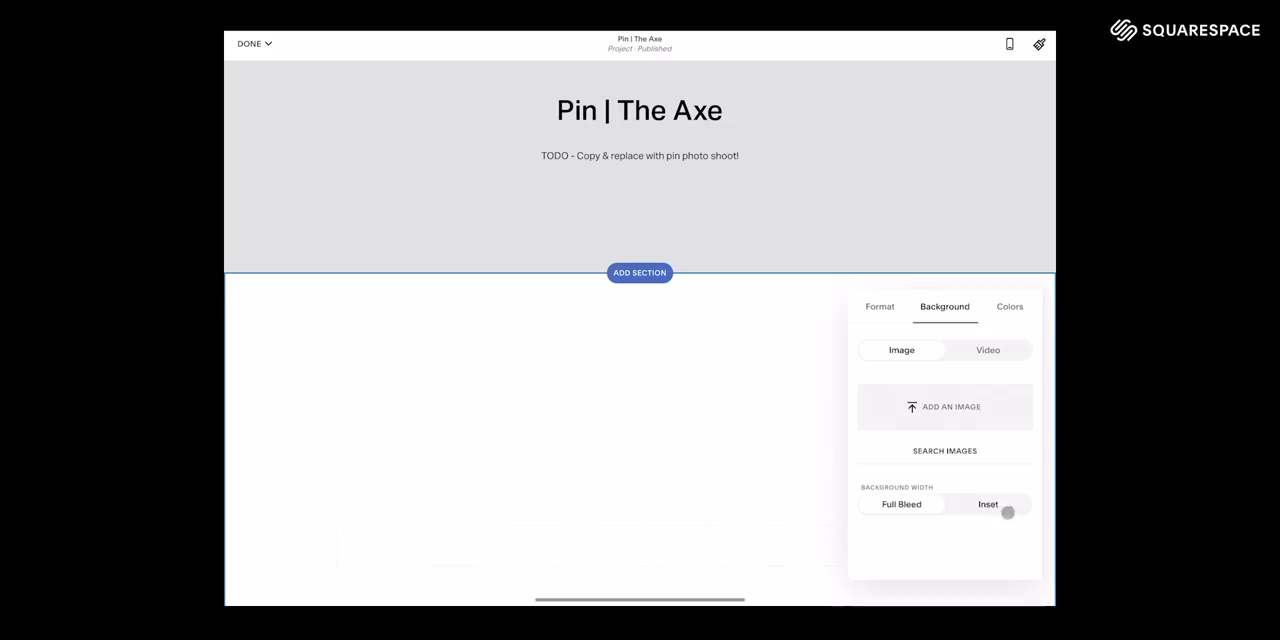 SQUARESPACE
DONE
Pin | The Axe
Project · Published
Pin | The Axe
TODO - Copy & replace with pin photo shoot!
ADD SECTION
Format Background Colors
Image Video
ADD AN IMAGE
SEARCH IMAGES
BACKGROUND WIDTH
Full Bleed Inset